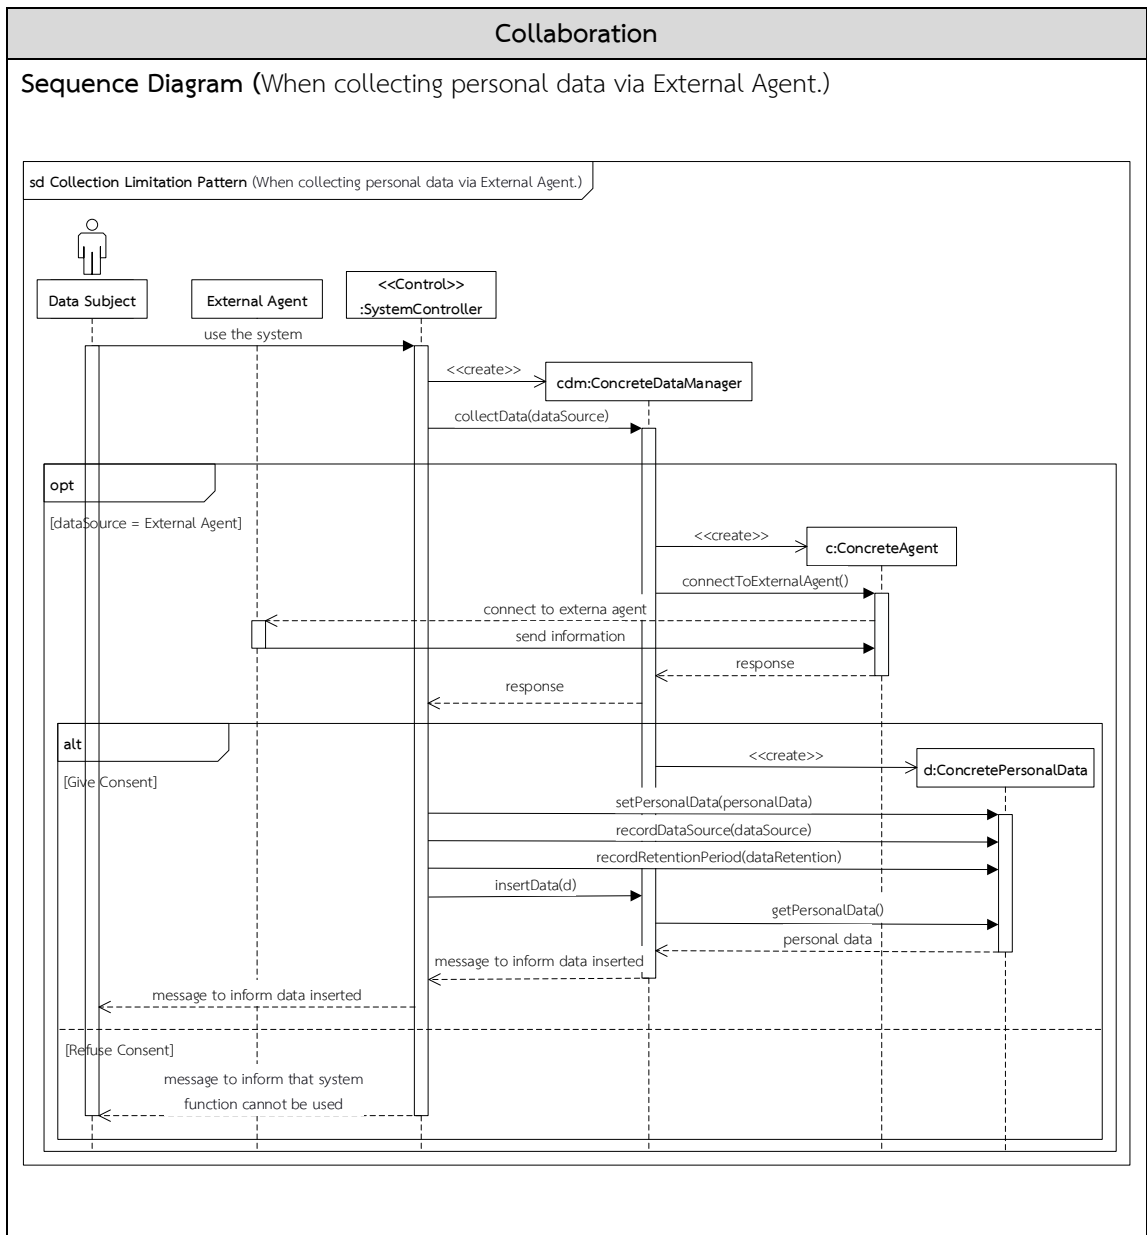 Collaboration
Sequence Diagram (When collecting personal data via External Agent.)
sd Collection Limitation Pattern (When collecting personal data via External Agent.)
Data Subject
External Agent
<<Control>>
:SystemController
use the system
<<create>>
cdm:ConcreteDataManager
collectData(dataSource)
opt
[dataSource = External Agent]
<<create>>
c:ConcreteAgent
connectToExternalAgent()
connect to externa agent
send information
response
response
alt
[Give Consent]
<<create>>
d:ConcretePersonalData
setPersonalData(personalData)
recordDataSource(dataSource)
recordRetentionPeriod(dataRetention)
insertData(d)
getPersonalData()
personal data
message to inform data inserted
message to inform data inserted
[Refuse Consent]
message to inform that system
function cannot be used